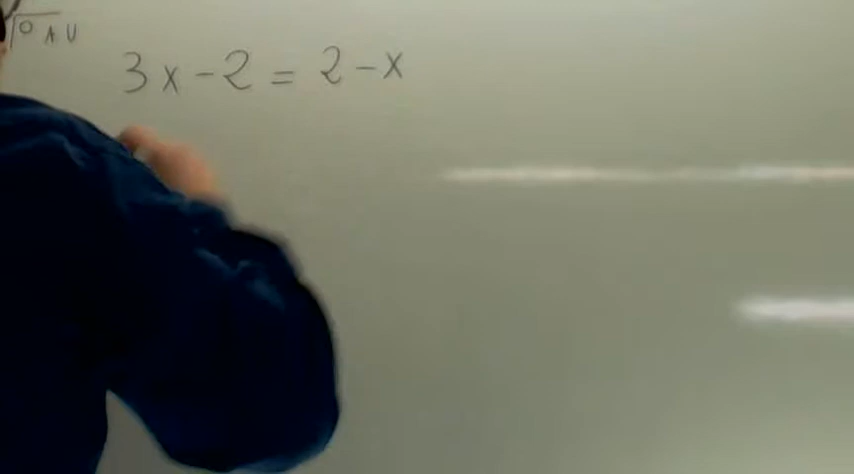 3x-2 = 2-x